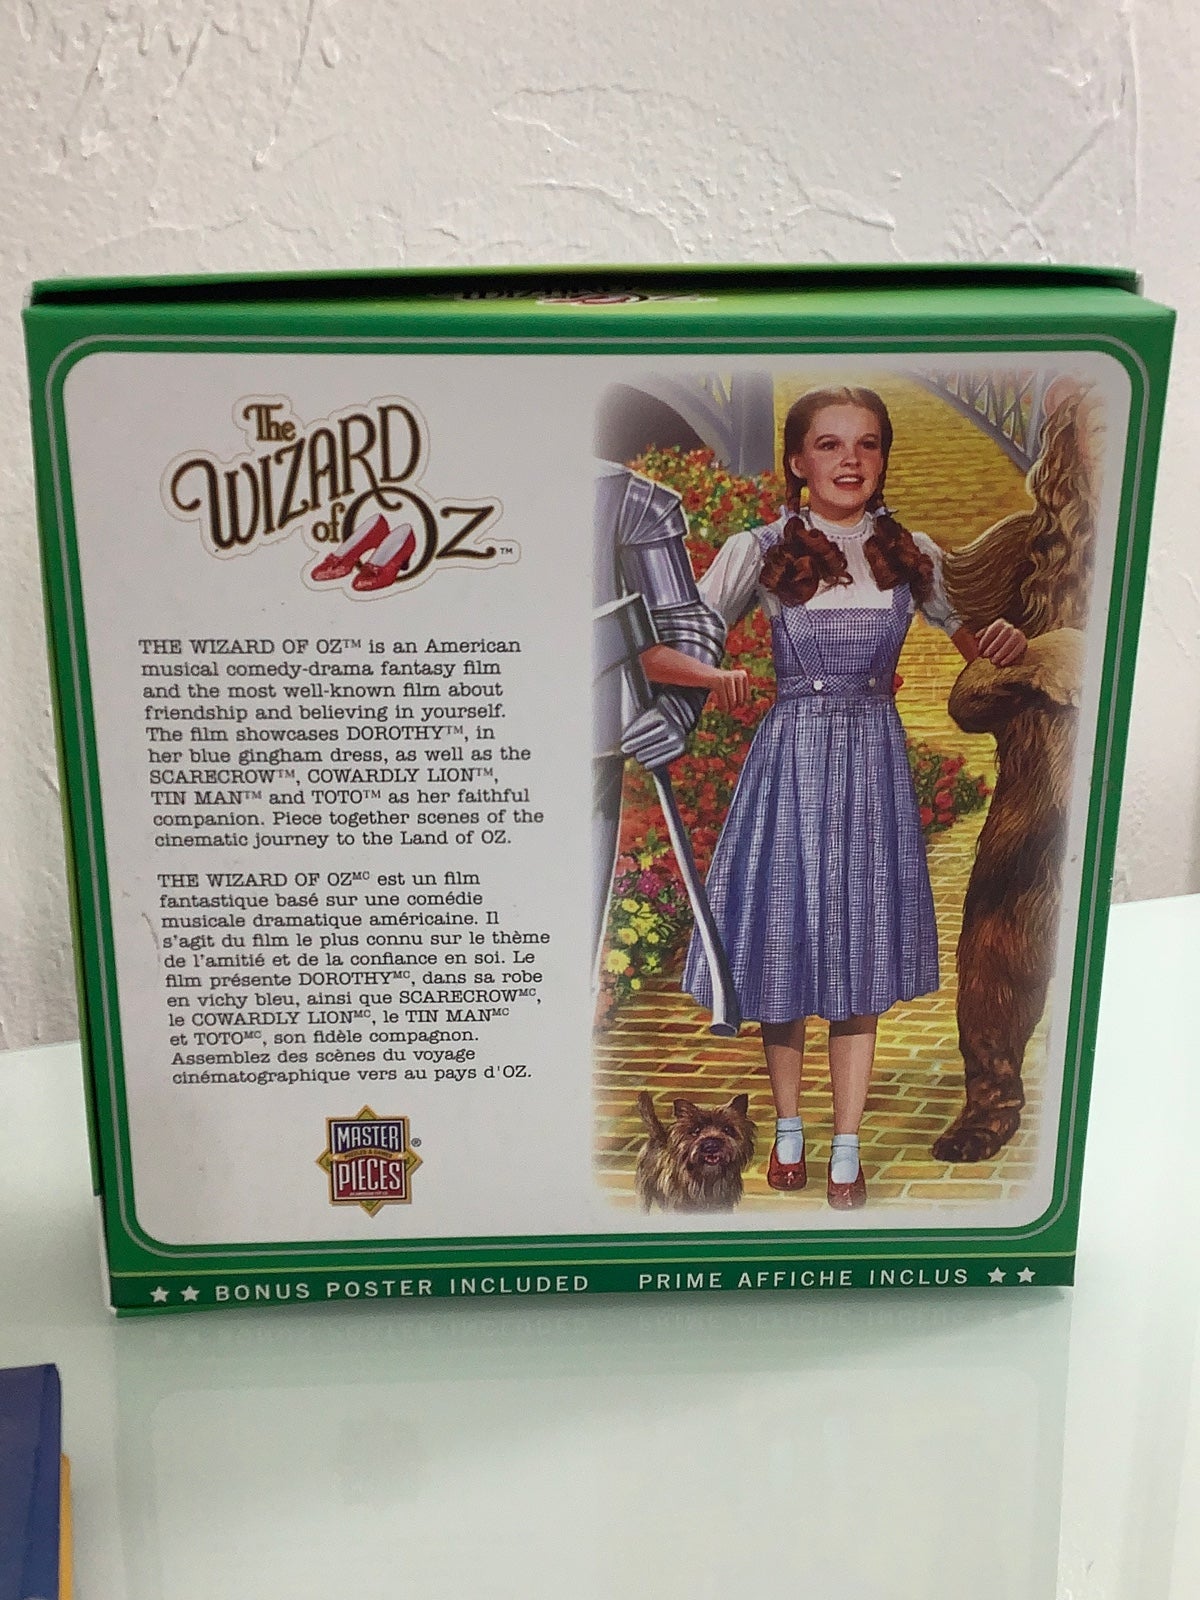 The
WIZARD
of OZ™
THE WIZARD OF OZ™ is an American
musical comedy-drama fantasy film
and the most well-known film about
friendship and believing in yourself.
The film showcases DOROTHY™, in
her blue gingham dress, as well as the
SCARECROW™, COWARDLY LION™,
TIN MAN™ and TOTO™ as her faithful
companion. Piece together scenes of the
cinematic journey to the Land of OZ.
THE WIZARD OF OZᴹᶜ est un film
fantastique basé sur une comédie
musicale dramatique américaine. Il
s'agit du film le plus connu sur le thème
de l'amitié et de la confiance en soi. Le
film présente DOROTHYᴹᶜ, dans sa robe
en vichy bleu, ainsi que SCARECROWᴹᶜ,
le COWARDLY LIONᴹᶜ, le TIN MANᴹᶜ
et TOTOᴹᶜ, son fidèle compagnon.
Assemblez des scènes du voyage
cinématographique vers au pays d'OZ.
MASTER ®
PIECES
★ ★ BONUS POSTER INCLUDED PRIME AFFICHE INCLUS ★ ★